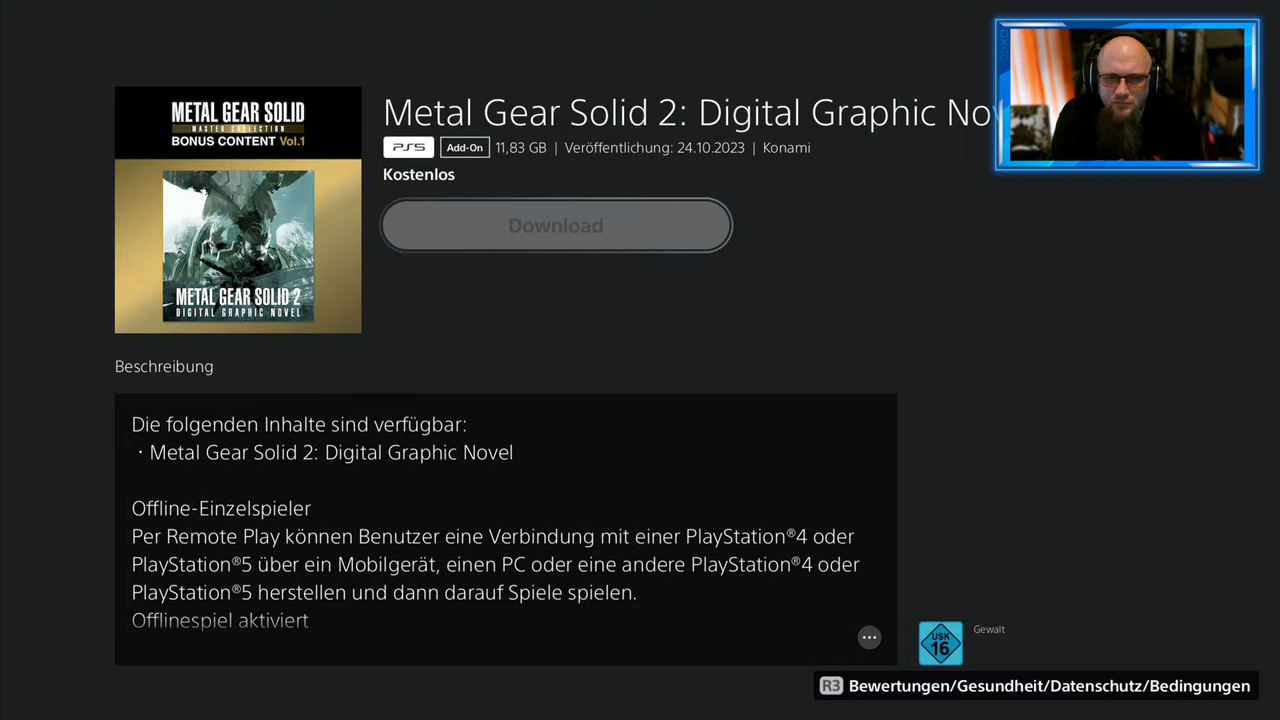 METAL GEAR SOLID
MASTER COLLECTION
BONUS CONTENT Vol.1
METAL GEAR SOLID 2
DIGITAL GRAPHIC NOVEL
Metal Gear Solid 2: Digital Graphic
PS5 Add-On 11,83 GB | Veröffentlichung: 24.10.2023 | Konami
Kostenlos
Download
Beschreibung
Die folgenden Inhalte sind verfügbar:
・Metal Gear Solid 2: Digital Graphic Novel
Offline-Einzelspieler
Per Remote Play können Benutzer eine Verbindung mit einer PlayStation®4 oder
PlayStation®5 über ein Mobilgerät, einen PC oder eine andere PlayStation®4 oder
PlayStation®5 herstellen und dann darauf Spiele spielen.
Offlinespiel aktiviert
USK
16
Gewalt
R3 Bewertungen/Gesundheit/Datenschutz/Bedingungen